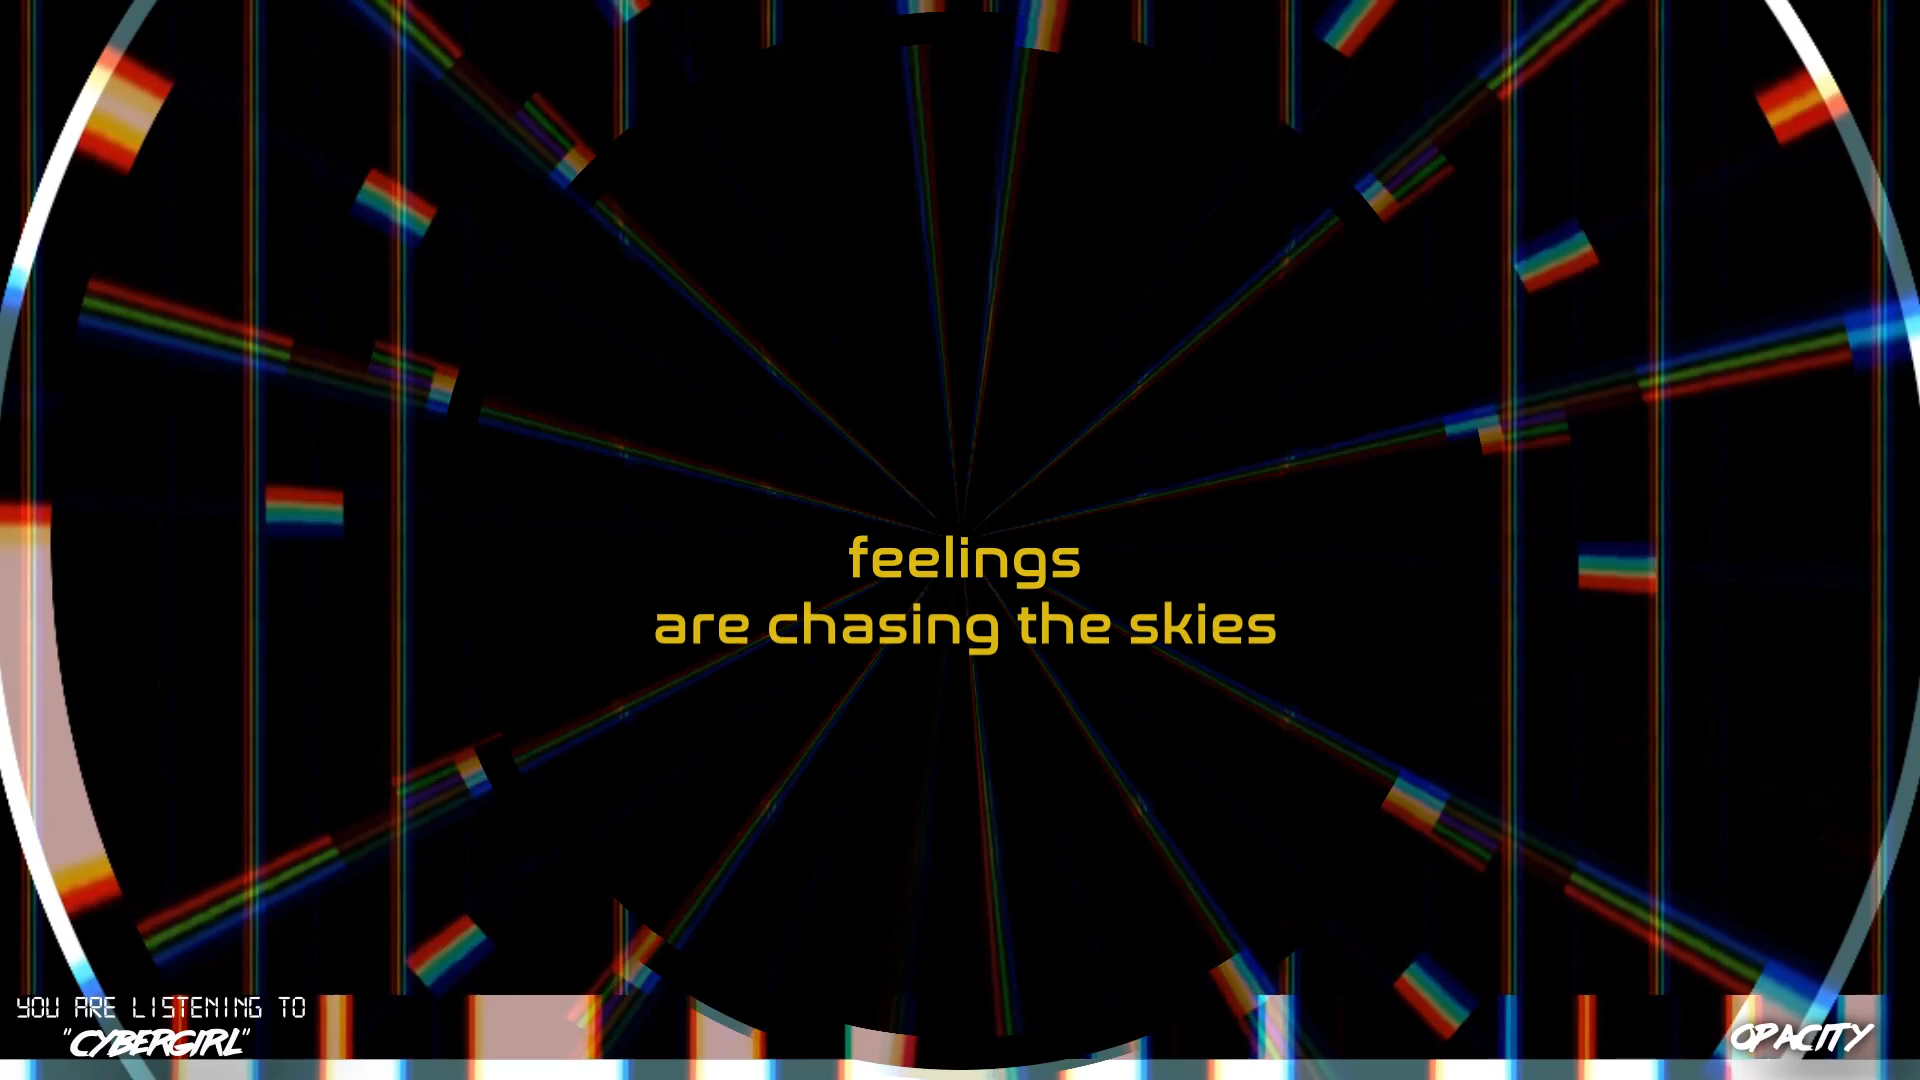 feelings
are chasing the skies
YOU ARE LISTENING TO
"CYBERGIRL"
OPACITY